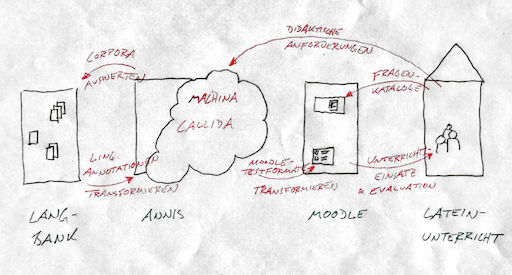 DIDAKTISCHE
ANFORDERUNGEN
CORPORA
AUSWERTEN
FRAGEN-
KATALOGE
MACHINA
CALLIDA
LING.
ANNOTATIONEN
TRANSFORMIEREN
MOODLE-
TESTFORMATE
TRANSFORMIEREN
UNTERRICHT-
EINSATZ
& EVALUATION
LANG-
BANK
ANNIS
MOODLE
LATEIN-
UNTERRICHT